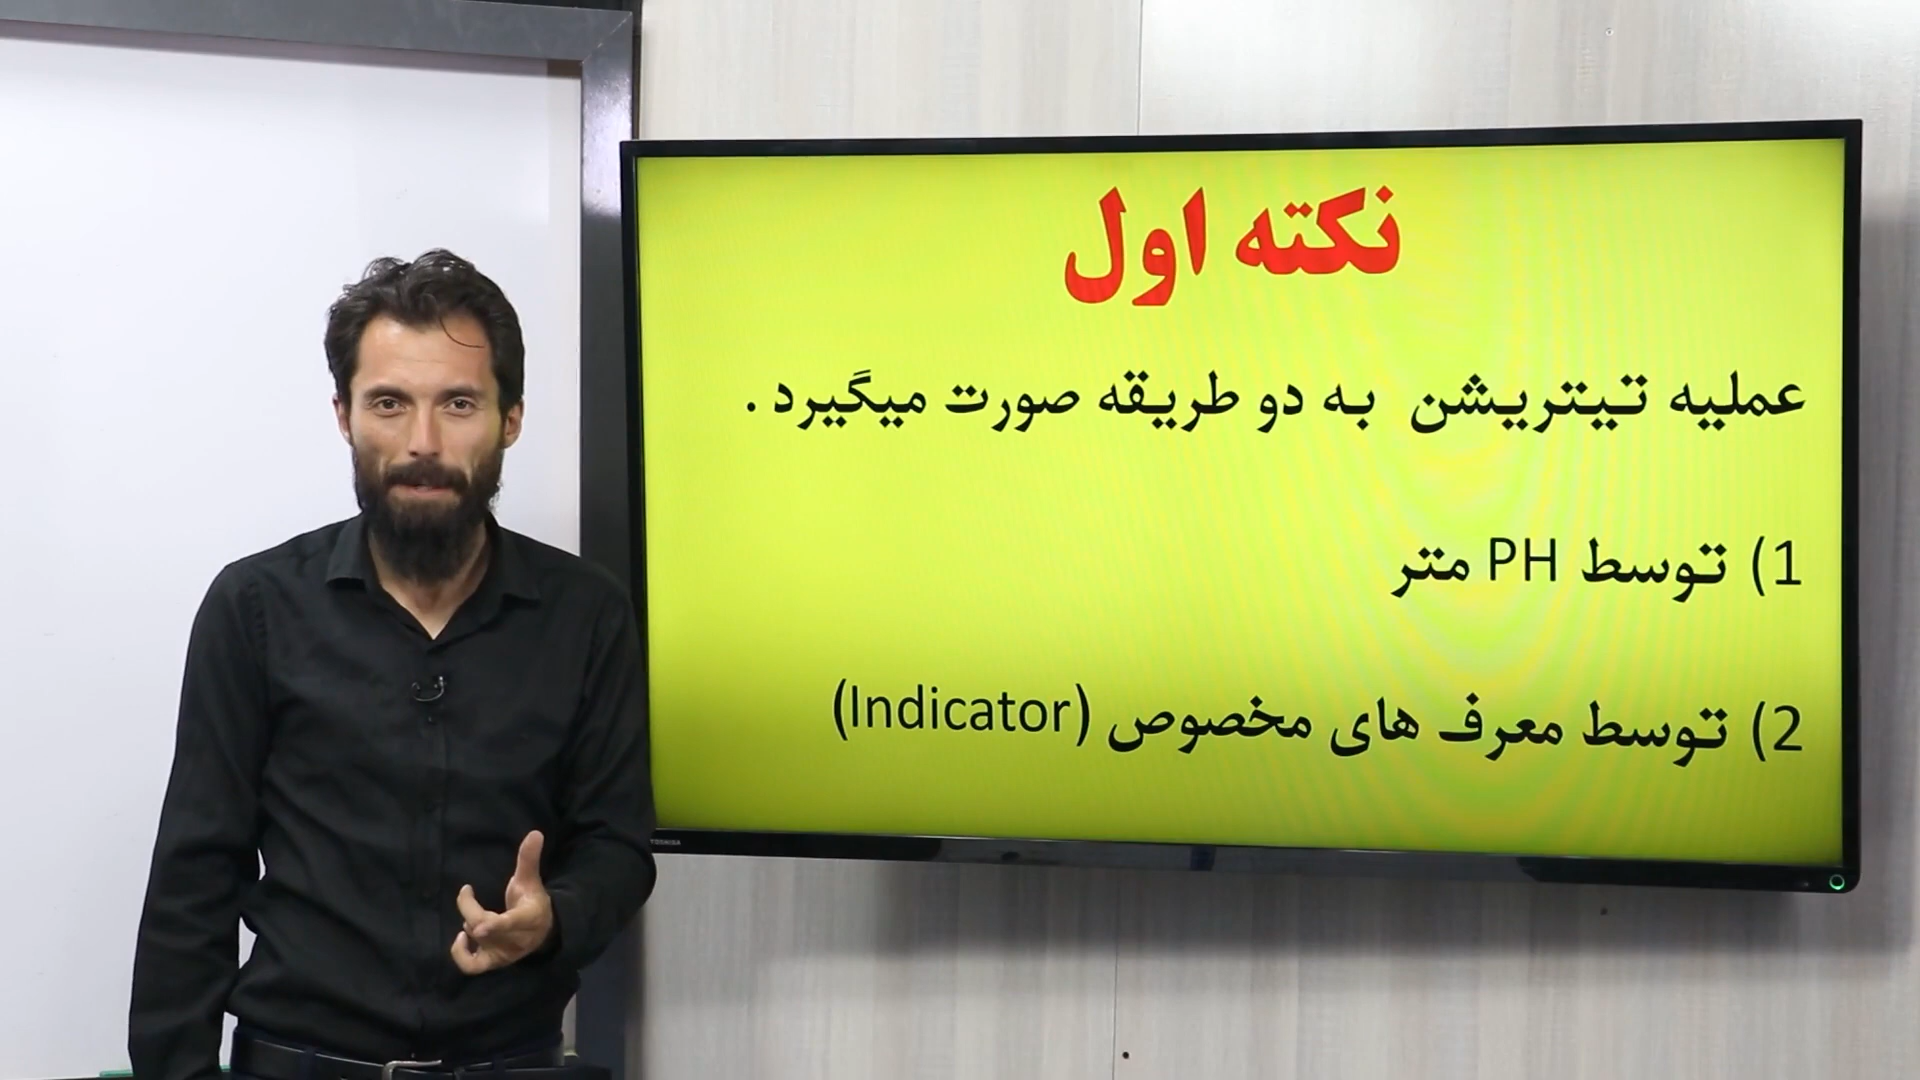 نکته اول
عملیه تیتریشن به دو طریقه صورت میگیرد .
1) توسط PH متر
2) توسط معرف های مخصوص (Indicator)
TOSHIBA